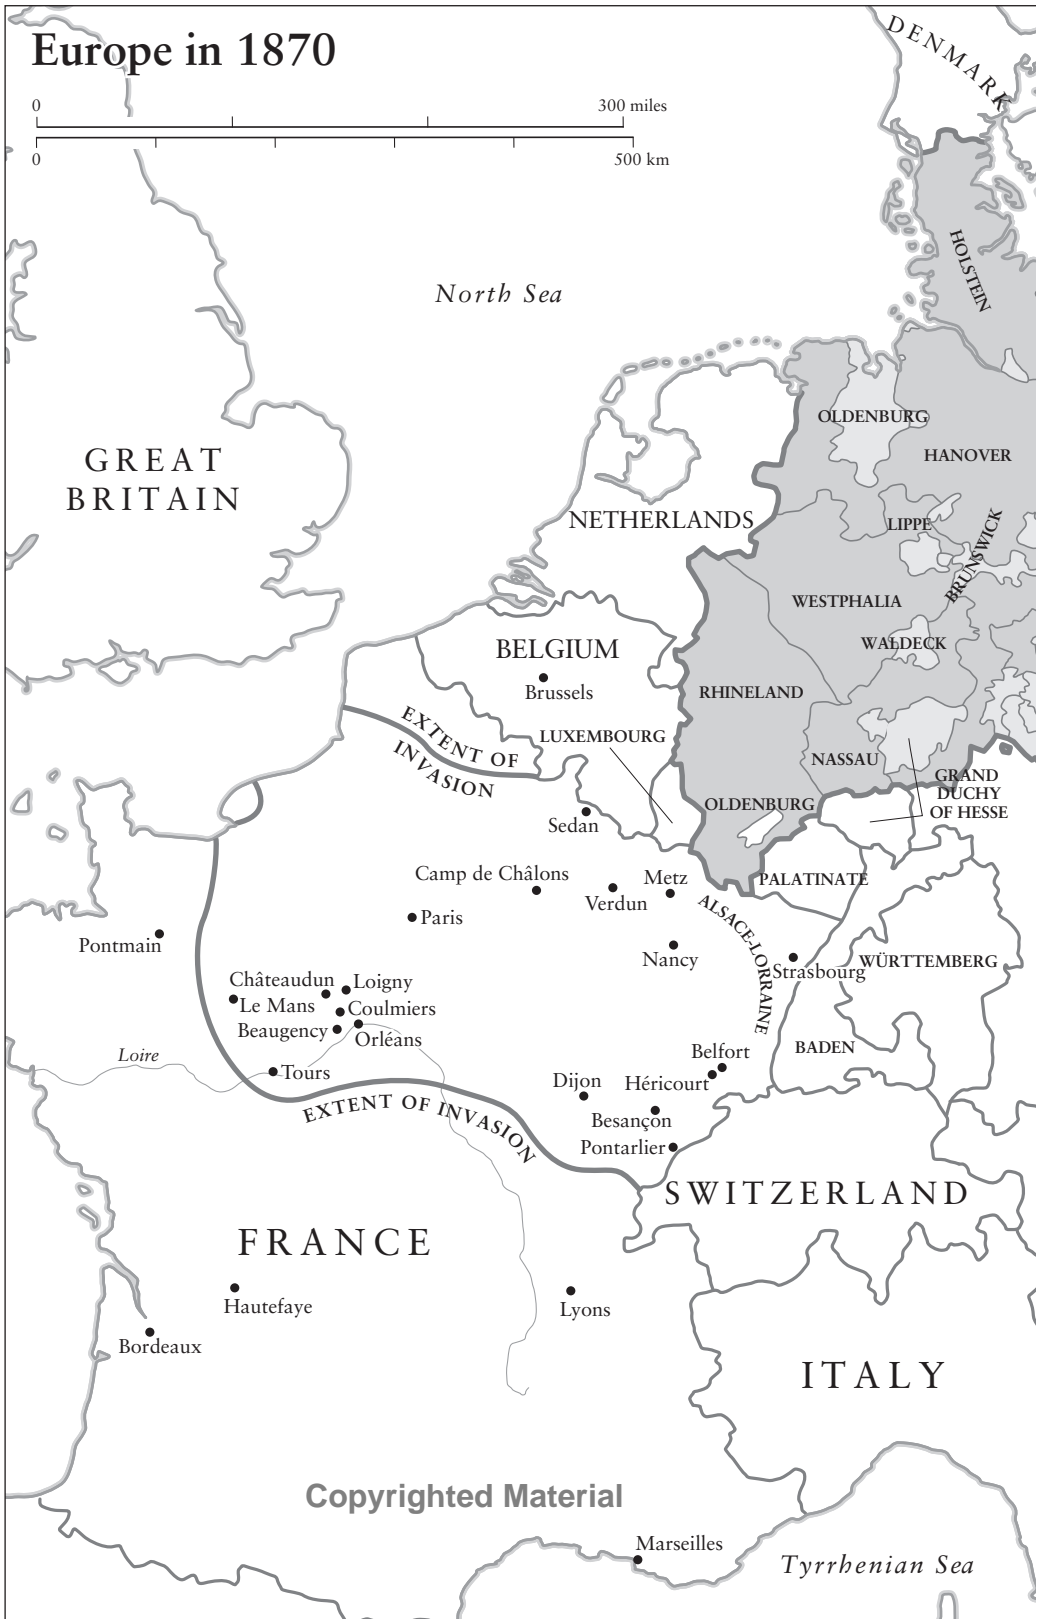 Europe in 1870
0
300 miles
0
500 km
DENMARK
HOLSTEIN
North Sea
OLDENBURG
HANOVER
GREAT
BRITAIN
NETHERLANDS
LIPPE
BRUNSWICK
WESTPHALIA
WALDECK
BELGIUM
Brussels
RHINELAND
EXTENT OF
INVASION
LUXEMBOURG
NASSAU
GRAND
DUCHY
OF HESSE
OLDENBURG
Sedan
Camp de Châlons
Metz
Verdun
PALATINATE
ALSACE-LORRAINE
Paris
Pontmain
Nancy
Strasbourg
WÜRTTEMBERG
Châteaudun
Loigny
Le Mans
Coulmiers
Beaugency
Orléans
Loire
Tours
BADEN
Belfort
Dijon
Héricourt
Besançon
EXTENT OF INVASION
Pontarlier
SWITZERLAND
FRANCE
Hautefaye
Lyons
Bordeaux
ITALY
Copyrighted Material
Marseilles
Tyrrhenian Sea